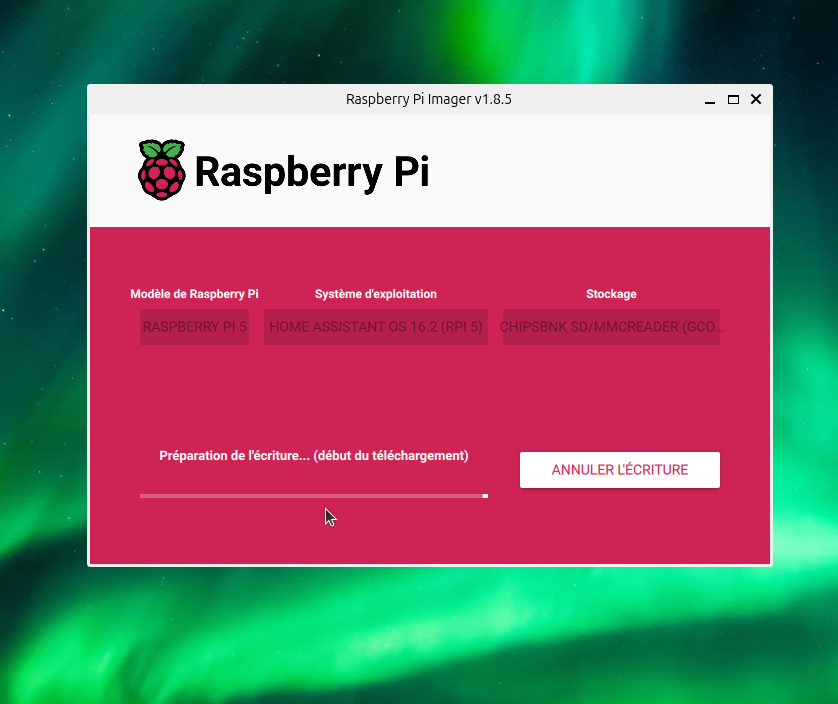 Raspberry Pi Imager v1.8.5
Raspberry Pi
Modèle de Raspberry Pi
Système d'exploitation
Stockage
RASPBERRY PI 5
HOME ASSISTANT OS 16.2 (RPI 5)
CHIPSBNK SD/MMCREADER (GCO...
Préparation de l'écriture... (début du téléchargement)
ANNULER L'ÉCRITURE